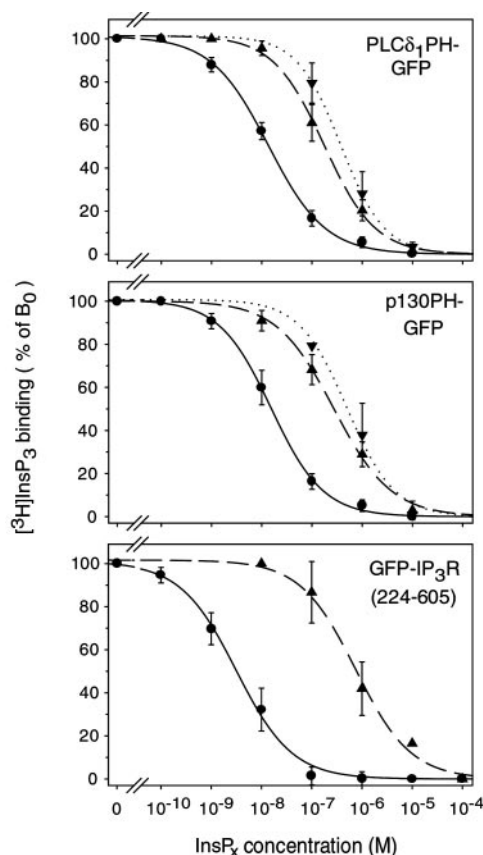 100
80
60
40
20
0
PLCδ₁PH-
GFP
100
80
60
40
20
0
p130PH-
GFP
[³H]InsP₃ binding ( % of B₀)
100
80
60
40
20
0
GFP-IP₃R
(224-605)
0 10⁻¹⁰ 10⁻⁹ 10⁻⁸ 10⁻⁷ 10⁻⁶ 10⁻⁵ 10⁻⁴
InsPₓ concentration (M)